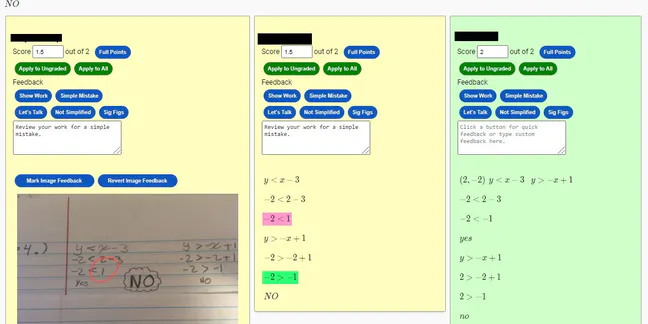 NO
Score 1.5 out of 2 Full Points
Apply to Ungraded Apply to All
Feedback
Show Work Simple Mistake
Let's Talk Not Simplified Sig Figs
Review your work for a simple mistake.
Mark Image Feedback Revert Image Feedback
4.) y < x - 3
-2 < 2 - 3
-2 < 1
yes
NO
y > -x + 1
-2 > -2 + 1
-2 > -1
NO
Score 1.5 out of 2 Full Points
Apply to Ungraded Apply to All
Feedback
Show Work Simple Mistake
Let's Talk Not Simplified Sig Figs
Review your work for a simple mistake.
y < x − 3
−2 < 2 − 3
−2 < 1
y > −x + 1
−2 > −2 + 1
−2 > −1
NO
Score 2 out of 2 Full Points
Apply to Ungraded Apply to All
Feedback
Show Work Simple Mistake
Let's Talk Not Simplified Sig Figs
Click a button for quick feedback or type custom feedback here.
(2, −2) y < x − 3 y > −x + 1
−2 < 2 − 3
−2 < −1
yes
y > −x + 1
2 > −2 + 1
2 > −1
no